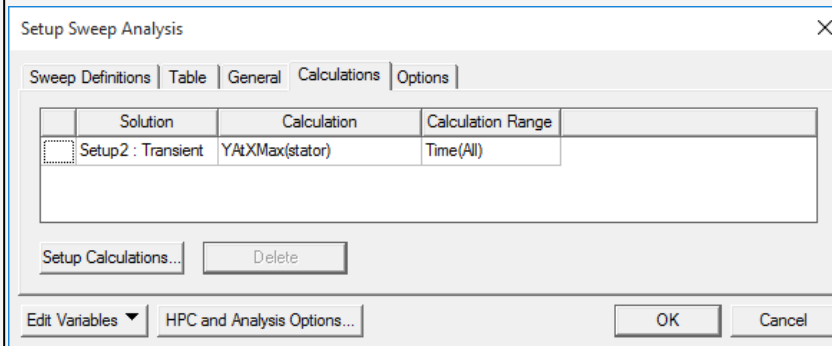 Setup Sweep Analysis
Sweep Definitions Table General Calculations Options
Solution Calculation Calculation Range
Setup2 : Transient YAtXMax(stator) Time(All)
Setup Calculations... Delete
Edit Variables HPC and Analysis Options... OK Cancel